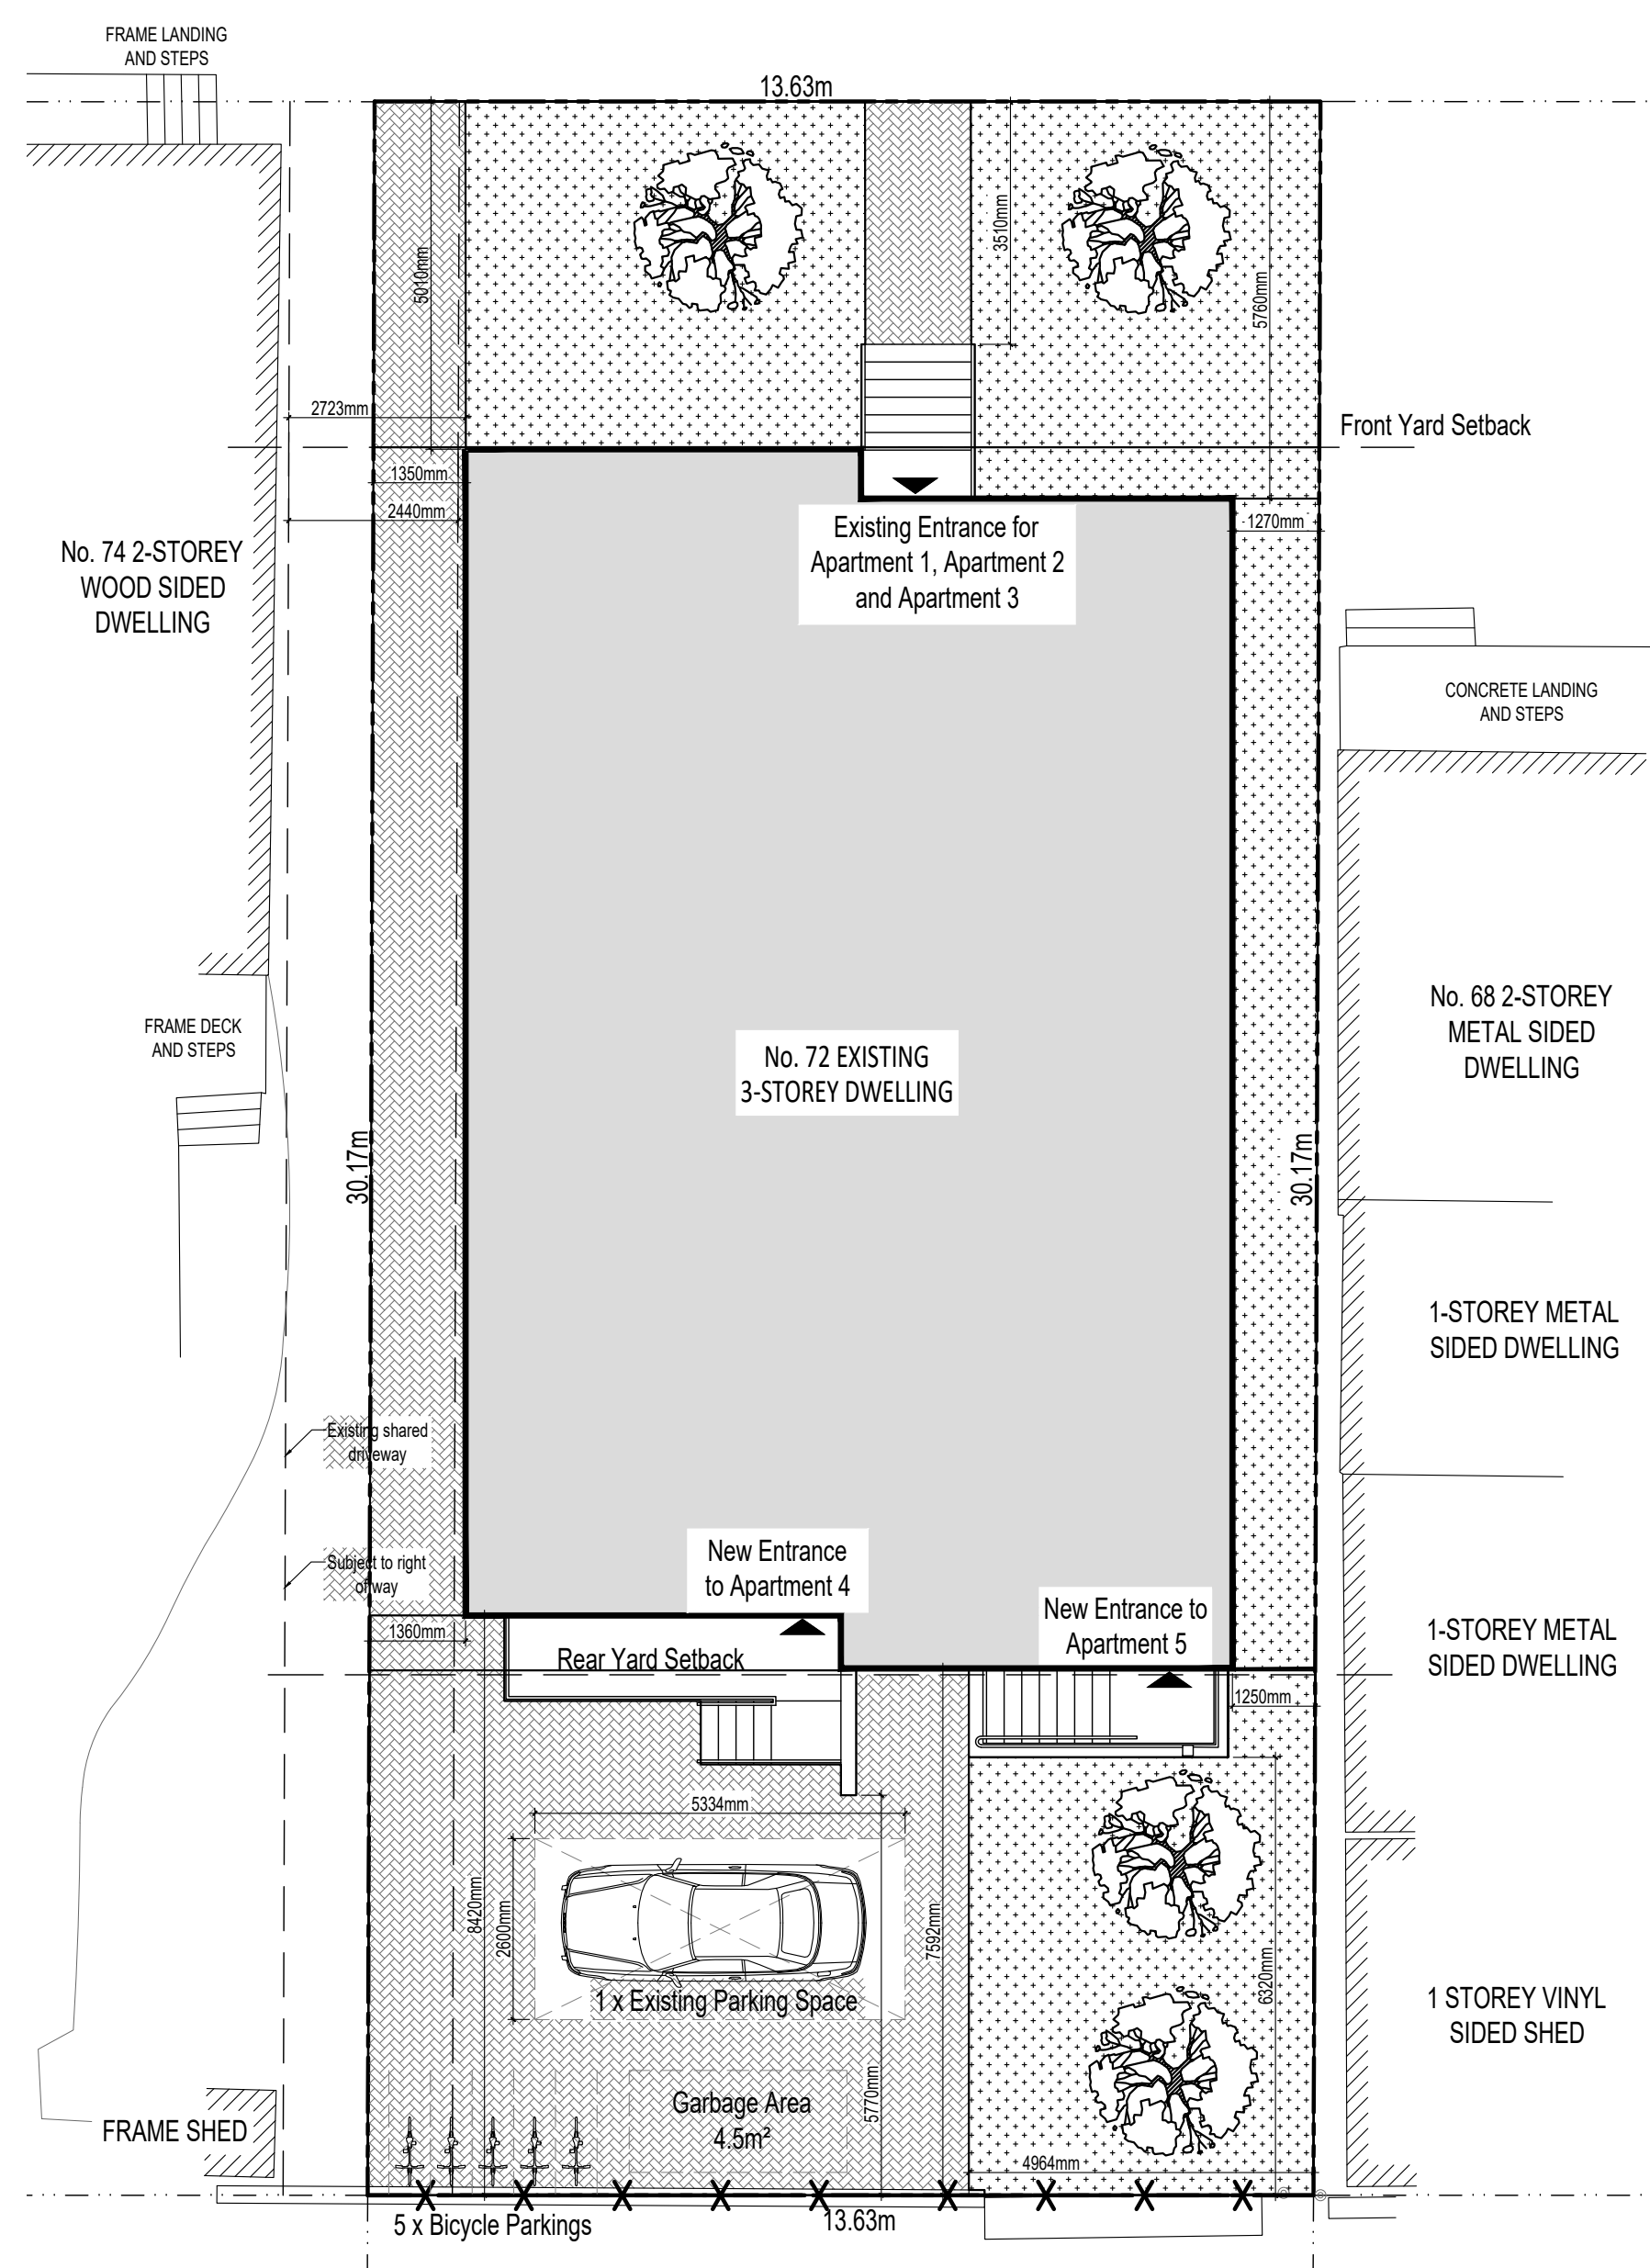 FRAME LANDING
AND STEPS
13.63m
5010mm
3510mm
5760mm
2723mm
Front Yard Setback
1350mm
2440mm
1270mm
Existing Entrance for
Apartment 1, Apartment 2
and Apartment 3
No. 74 2-STOREY
WOOD SIDED
DWELLING
CONCRETE LANDING
AND STEPS
No. 68 2-STOREY
METAL SIDED
DWELLING
FRAME DECK
AND STEPS
No. 72 EXISTING
3-STOREY DWELLING
30.17m
30.17m
1-STOREY METAL
SIDED DWELLING
Existing shared
driveway
Subject to right
of way
New Entrance
to Apartment 4
New Entrance to
Apartment 5
1360mm
Rear Yard Setback
1-STOREY METAL
SIDED DWELLING
1250mm
5334mm
8420mm
2600mm
7592mm
6320mm
1 x Existing Parking Space
1 STOREY VINYL
SIDED SHED
5770mm
Garbage Area
4.5m²
FRAME SHED
4964mm
5 x Bicycle Parkings
13.63m